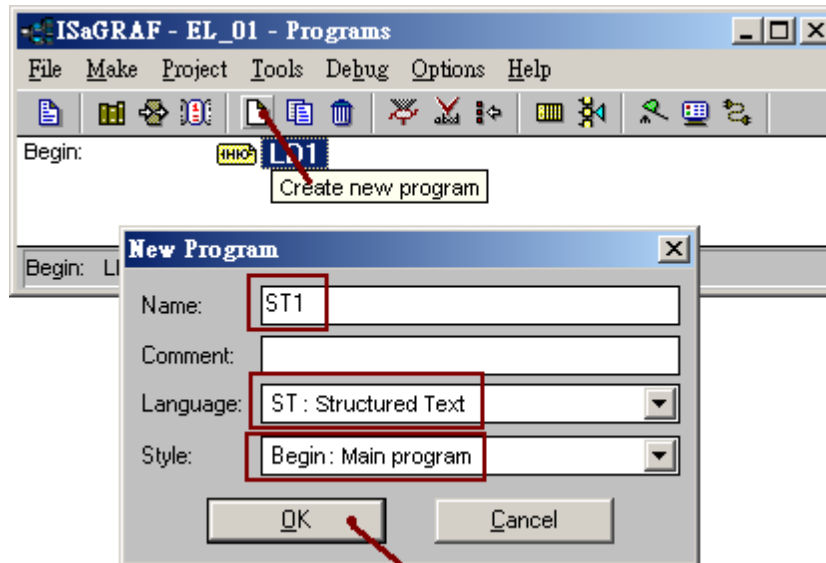 ISaGRAF - EL_01 - Programs
File Make Project Tools Debug Options Help
Begin: LD1
Create new program
Begin:
New Program
Name: ST1
Comment:
Language: ST : Structured Text
Style: Begin : Main program
OK Cancel